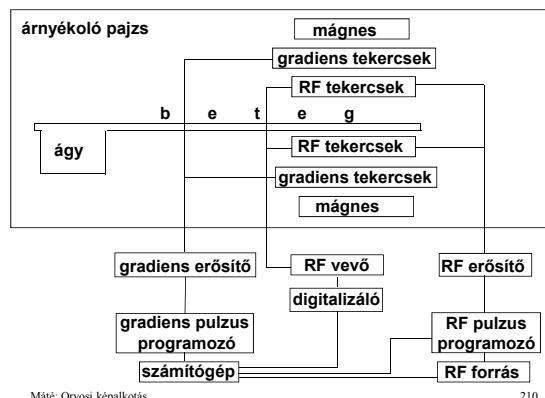 árnyékoló pajzs
mágnes
gradiens tekercsek
RF tekercsek
b e t e g
ágy
RF tekercsek
gradiens tekercsek
mágnes
gradiens erősítő
RF vevő
RF erősítő
digitalizáló
gradiens pulzus
programozó
RF pulzus
programozó
számítógép
RF forrás
Máté: Orvosi képalkotás
210